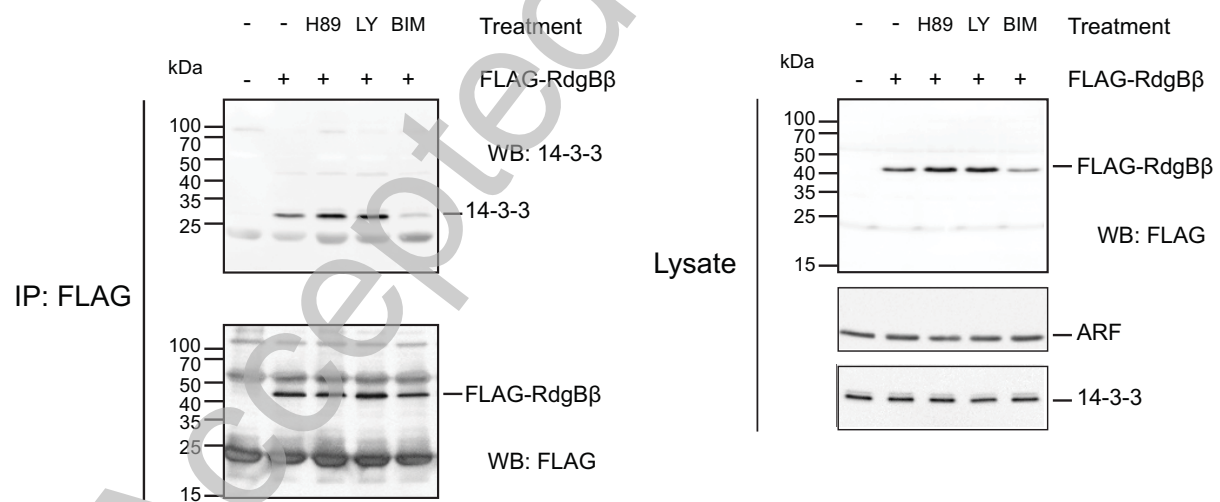 - - H89 LY BIM Treatment
kDa
- + + + + FLAG-RdgBβ
100
70
50
40
35
25
WB: 14-3-3
14-3-3
IP: FLAG
100
70
50
40
35
25
15
FLAG-RdgBβ
WB: FLAG
- - H89 LY BIM Treatment
kDa
- + + + + FLAG-RdgBβ
100
70
50
40
35
25
15
FLAG-RdgBβ
WB: FLAG
Lysate
ARF
14-3-3
Accepted